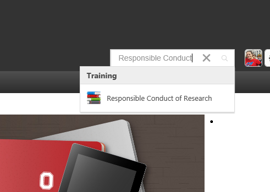 Responsible Conduct
Training
Responsible Conduct of Research
O